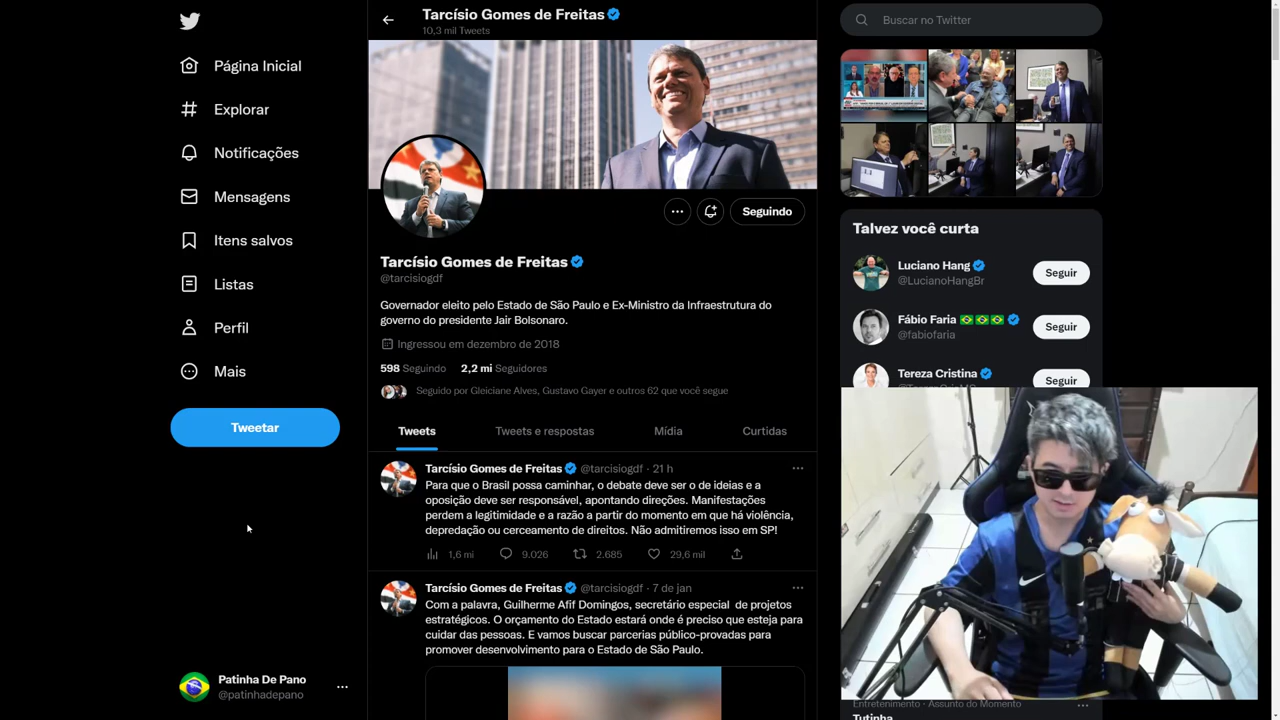 Tarcísio Gomes de Freitas
10,3 mil Tweets
Página Inicial
Explorar
Notificações
Mensagens
Itens salvos
Listas
Perfil
Mais
Tweetar
Patinha De Pano
@patinhadepano
Seguindo
Tarcísio Gomes de Freitas
@tarcisiogdf
Governador eleito pelo Estado de São Paulo e Ex-Ministro da Infraestrutura do
governo do presidente Jair Bolsonaro.
Ingressou em dezembro de 2018
598 Seguindo 2,2 mi Seguidores
Seguido por Gleiciane Alves, Gustavo Gayer e outros 62 que você segue
Tweets Tweets e respostas Mídia Curtidas
Tarcísio Gomes de Freitas @tarcisiogdf · 21 h
Para que o Brasil possa caminhar, o debate deve ser o de ideias e a
oposição deve ser responsável, apontando direções. Manifestações
perdem a legitimidade e a razão a partir do momento em que há violência,
depredação ou cerceamento de direitos. Não admitiremos isso em SP!
1,6 mi 9.026 2.685 29,6 mil
Tarcísio Gomes de Freitas @tarcisiogdf · 7 de jan
Com a palavra, Guilherme Afif Domingos, secretário especial de projetos
estratégicos. O orçamento do Estado estará onde é preciso que esteja para
cuidar das pessoas. E vamos buscar parcerias público-provadas para
promover desenvolvimento para o Estado de São Paulo.
Buscar no Twitter
Talvez você curta
Luciano Hang
@LucianoHangBr
Seguir
Fábio Faria
@fabiofaria
Seguir
Tereza Cristina
Seguir
Entretenimento · Assunto do Momento
Tutinha